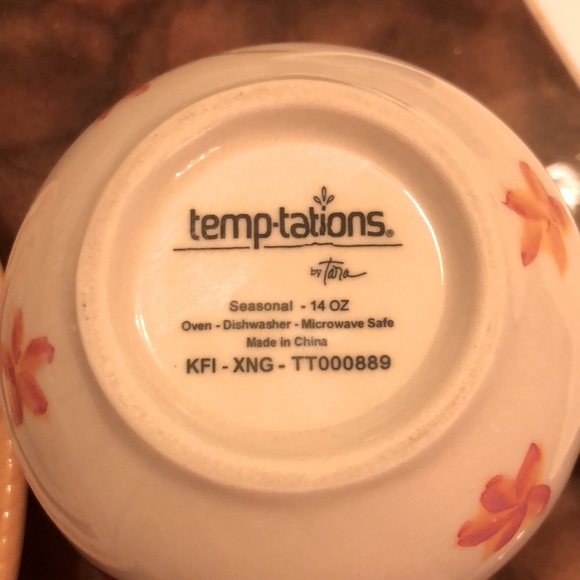 temp-tations®
by Tara
Seasonal - 14 OZ
Oven - Dishwasher - Microwave Safe
Made in China
KFI - XNG - TT000889